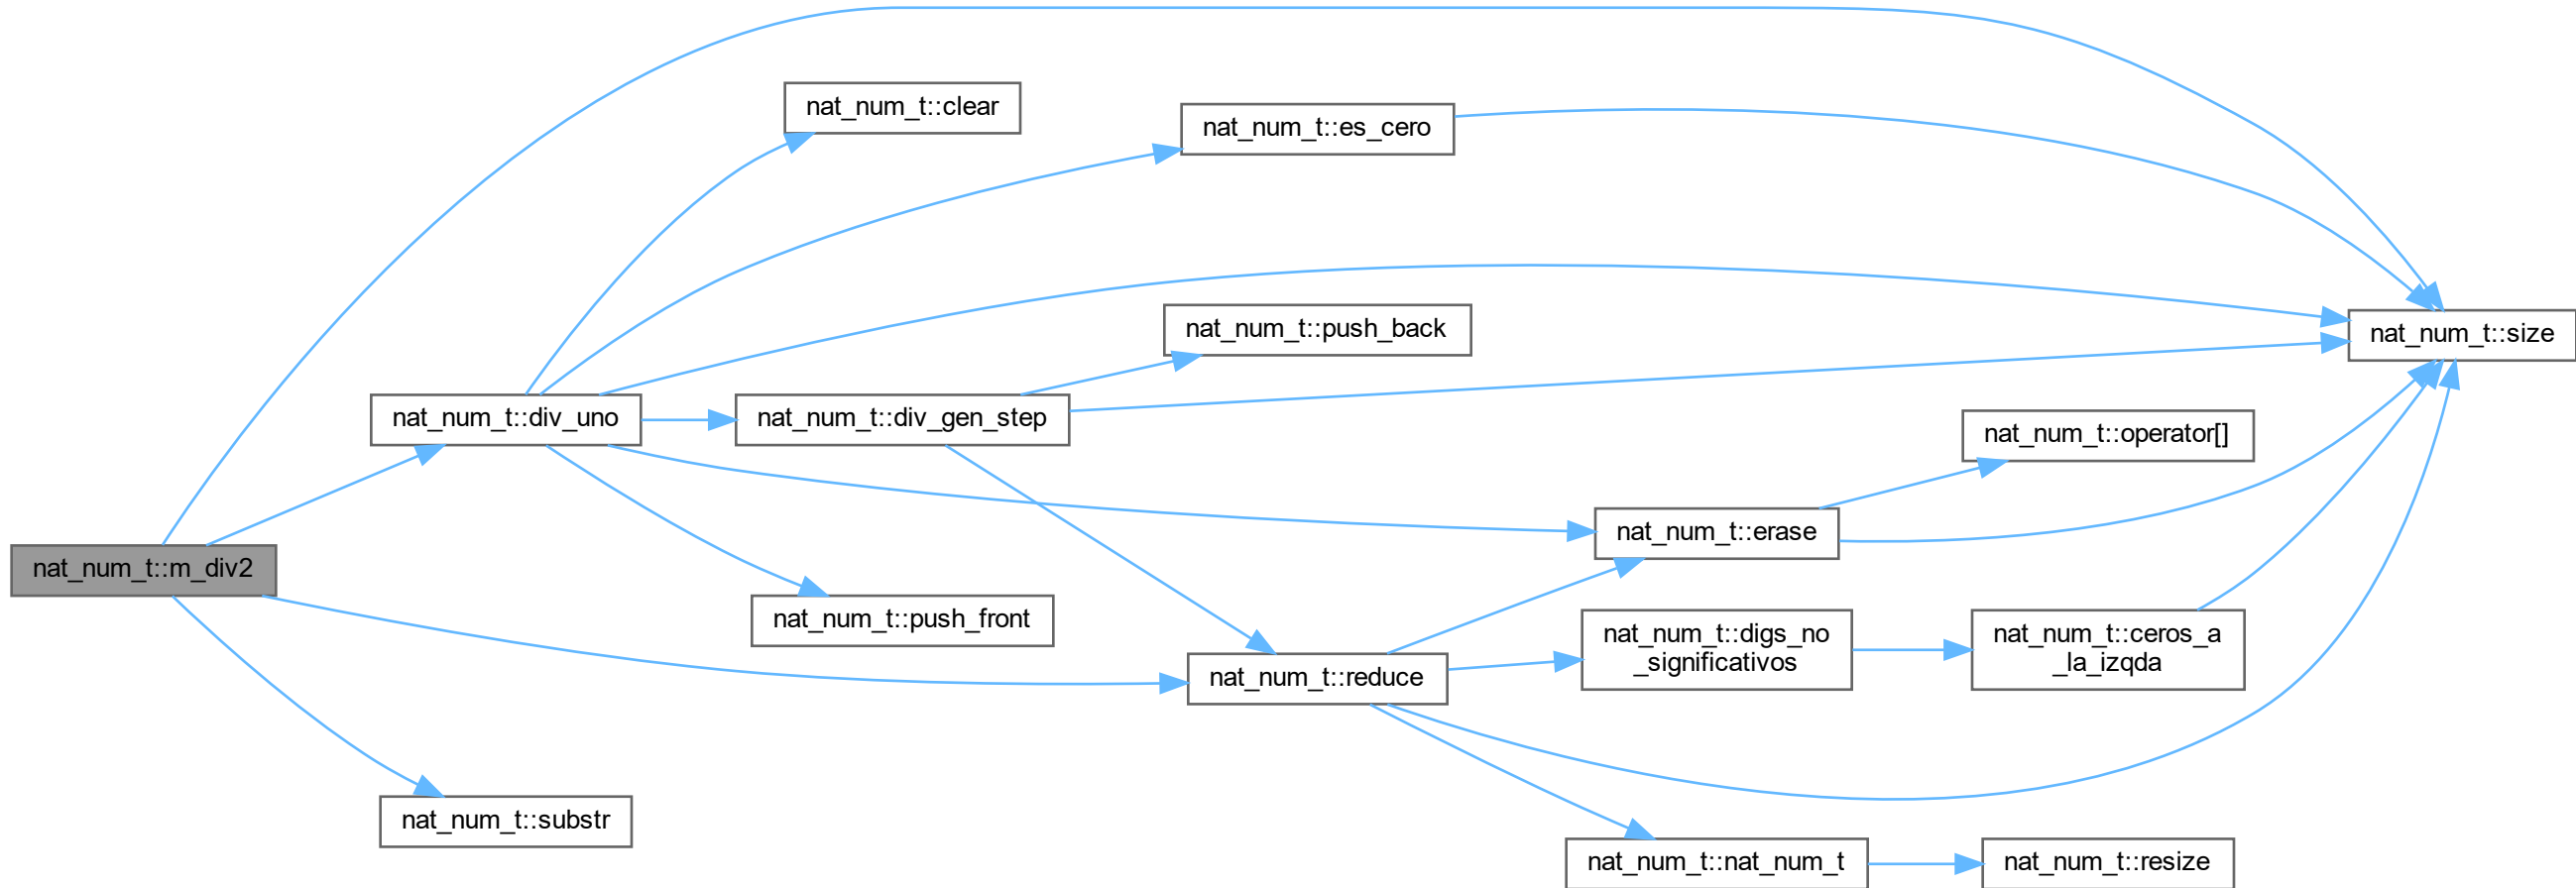 nat_num_t::clear
nat_num_t::es_cero
nat_num_t::push_back
nat_num_t::size
nat_num_t::div_uno
nat_num_t::div_gen_step
nat_num_t::operator[]
nat_num_t::erase
nat_num_t::m_div2
nat_num_t::push_front
nat_num_t::digs_no
_significativos
nat_num_t::ceros_a
_la_izqda
nat_num_t::reduce
nat_num_t::substr
nat_num_t::nat_num_t
nat_num_t::resize